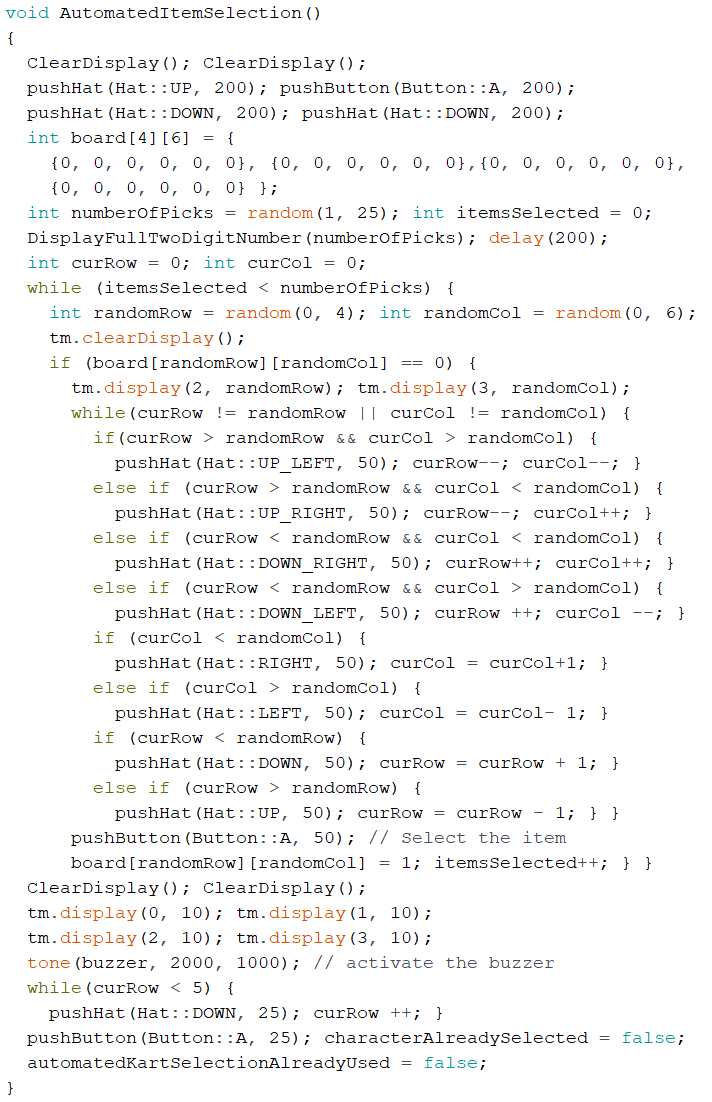 void AutomatedItemSelection()
{
  ClearDisplay(); ClearDisplay();
  pushHat(Hat::UP, 200); pushButton(Button::A, 200);
  pushHat(Hat::DOWN, 200); pushHat(Hat::DOWN, 200);
  int board[4][6] = {
    {0, 0, 0, 0, 0, 0}, {0, 0, 0, 0, 0, 0},{0, 0, 0, 0, 0, 0},
    {0, 0, 0, 0, 0, 0} };
  int numberOfPicks = random(1, 25); int itemsSelected = 0;
  DisplayFullTwoDigitNumber(numberOfPicks); delay(200);
  int curRow = 0; int curCol = 0;
  while (itemsSelected < numberOfPicks) {
    int randomRow = random(0, 4); int randomCol = random(0, 6);
    tm.clearDisplay();
    if (board[randomRow][randomCol] == 0) {
      tm.display(2, randomRow); tm.display(3, randomCol);
      while(curRow != randomRow || curCol != randomCol) {
        if(curRow > randomRow && curCol > randomCol) {
          pushHat(Hat::UP_LEFT, 50); curRow--; curCol--; }
        else if (curRow > randomRow && curCol < randomCol) {
          pushHat(Hat::UP_RIGHT, 50); curRow--; curCol++; }
        else if (curRow < randomRow && curCol < randomCol) {
          pushHat(Hat::DOWN_RIGHT, 50); curRow++; curCol++; }
        else if (curRow < randomRow && curCol > randomCol) {
          pushHat(Hat::DOWN_LEFT, 50); curRow ++; curCol --; }
        if (curCol < randomCol) {
          pushHat(Hat::RIGHT, 50); curCol = curCol+1; }
        else if (curCol > randomCol) {
          pushHat(Hat::LEFT, 50); curCol = curCol- 1; }
        if (curRow < randomRow) {
          pushHat(Hat::DOWN, 50); curRow = curRow + 1; }
        else if (curRow > randomRow) {
          pushHat(Hat::UP, 50); curRow = curRow - 1; } }
      pushButton(Button::A, 50); // Select the item
      board[randomRow][randomCol] = 1; itemsSelected++; } }
  ClearDisplay(); ClearDisplay();
  tm.display(0, 10); tm.display(1, 10);
  tm.display(2, 10); tm.display(3, 10);
  tone(buzzer, 2000, 1000); // activate the buzzer
  while(curRow < 5) {
    pushHat(Hat::DOWN, 25); curRow ++; }
  pushButton(Button::A, 25); characterAlreadySelected = false;
  automatedKartSelectionAlreadyUsed = false;
}